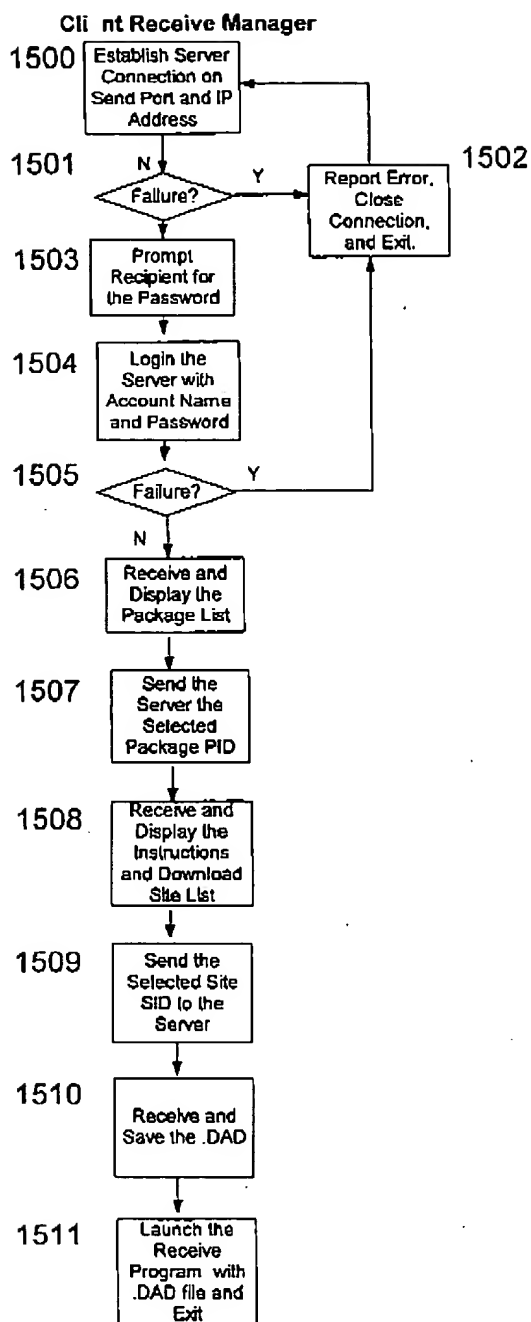 Cli nt Receive Manager
1500
Establish Server
Connection on
Send Port and IP
Address
1501
N
Failure?
Y
1502
Report Error,
Close
Connection,
and Exit.
1503
Prompt
Recipient for
the Password
1504
Login the
Server with
Account Name
and Password
1505
Failure?
Y
N
1506
Receive and
Display the
Package List
1507
Send the
Server the
Selected
Package PID
1508
Receive and
Display the
Instructions
and Download
Site List
1509
Send the
Selected Site
SID to the
Server
1510
Receive and
Save the .DAD
1511
Launch the
Receive
Program with
.DAD file and
Exit